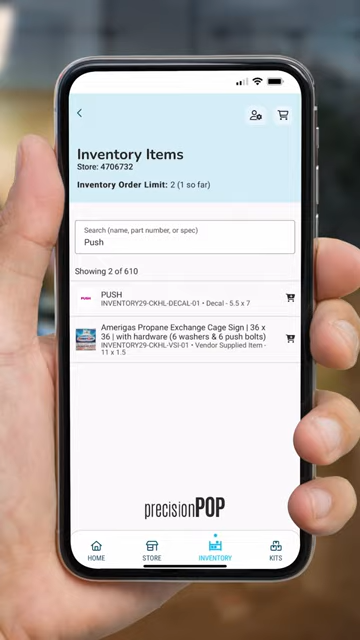 Inventory Items
Store: 4706732
Inventory Order Limit: 2 (1 so far)
Search (name, part number, or spec)
Push
Showing 2 of 610
PUSH
PUSH
INVENTORY29-CKHL-DECAL-01 • Decal - 5.5 x 7
Amerigas Propane Exchange Cage Sign | 36 x
36 | with hardware (6 washers & 6 push bolts)
INVENTORY29-CKHL-VSI-01 • Vendor Supplied Item -
11 x 1.5
precisionPOP
HOME
STORE
INVENTORY
KITS